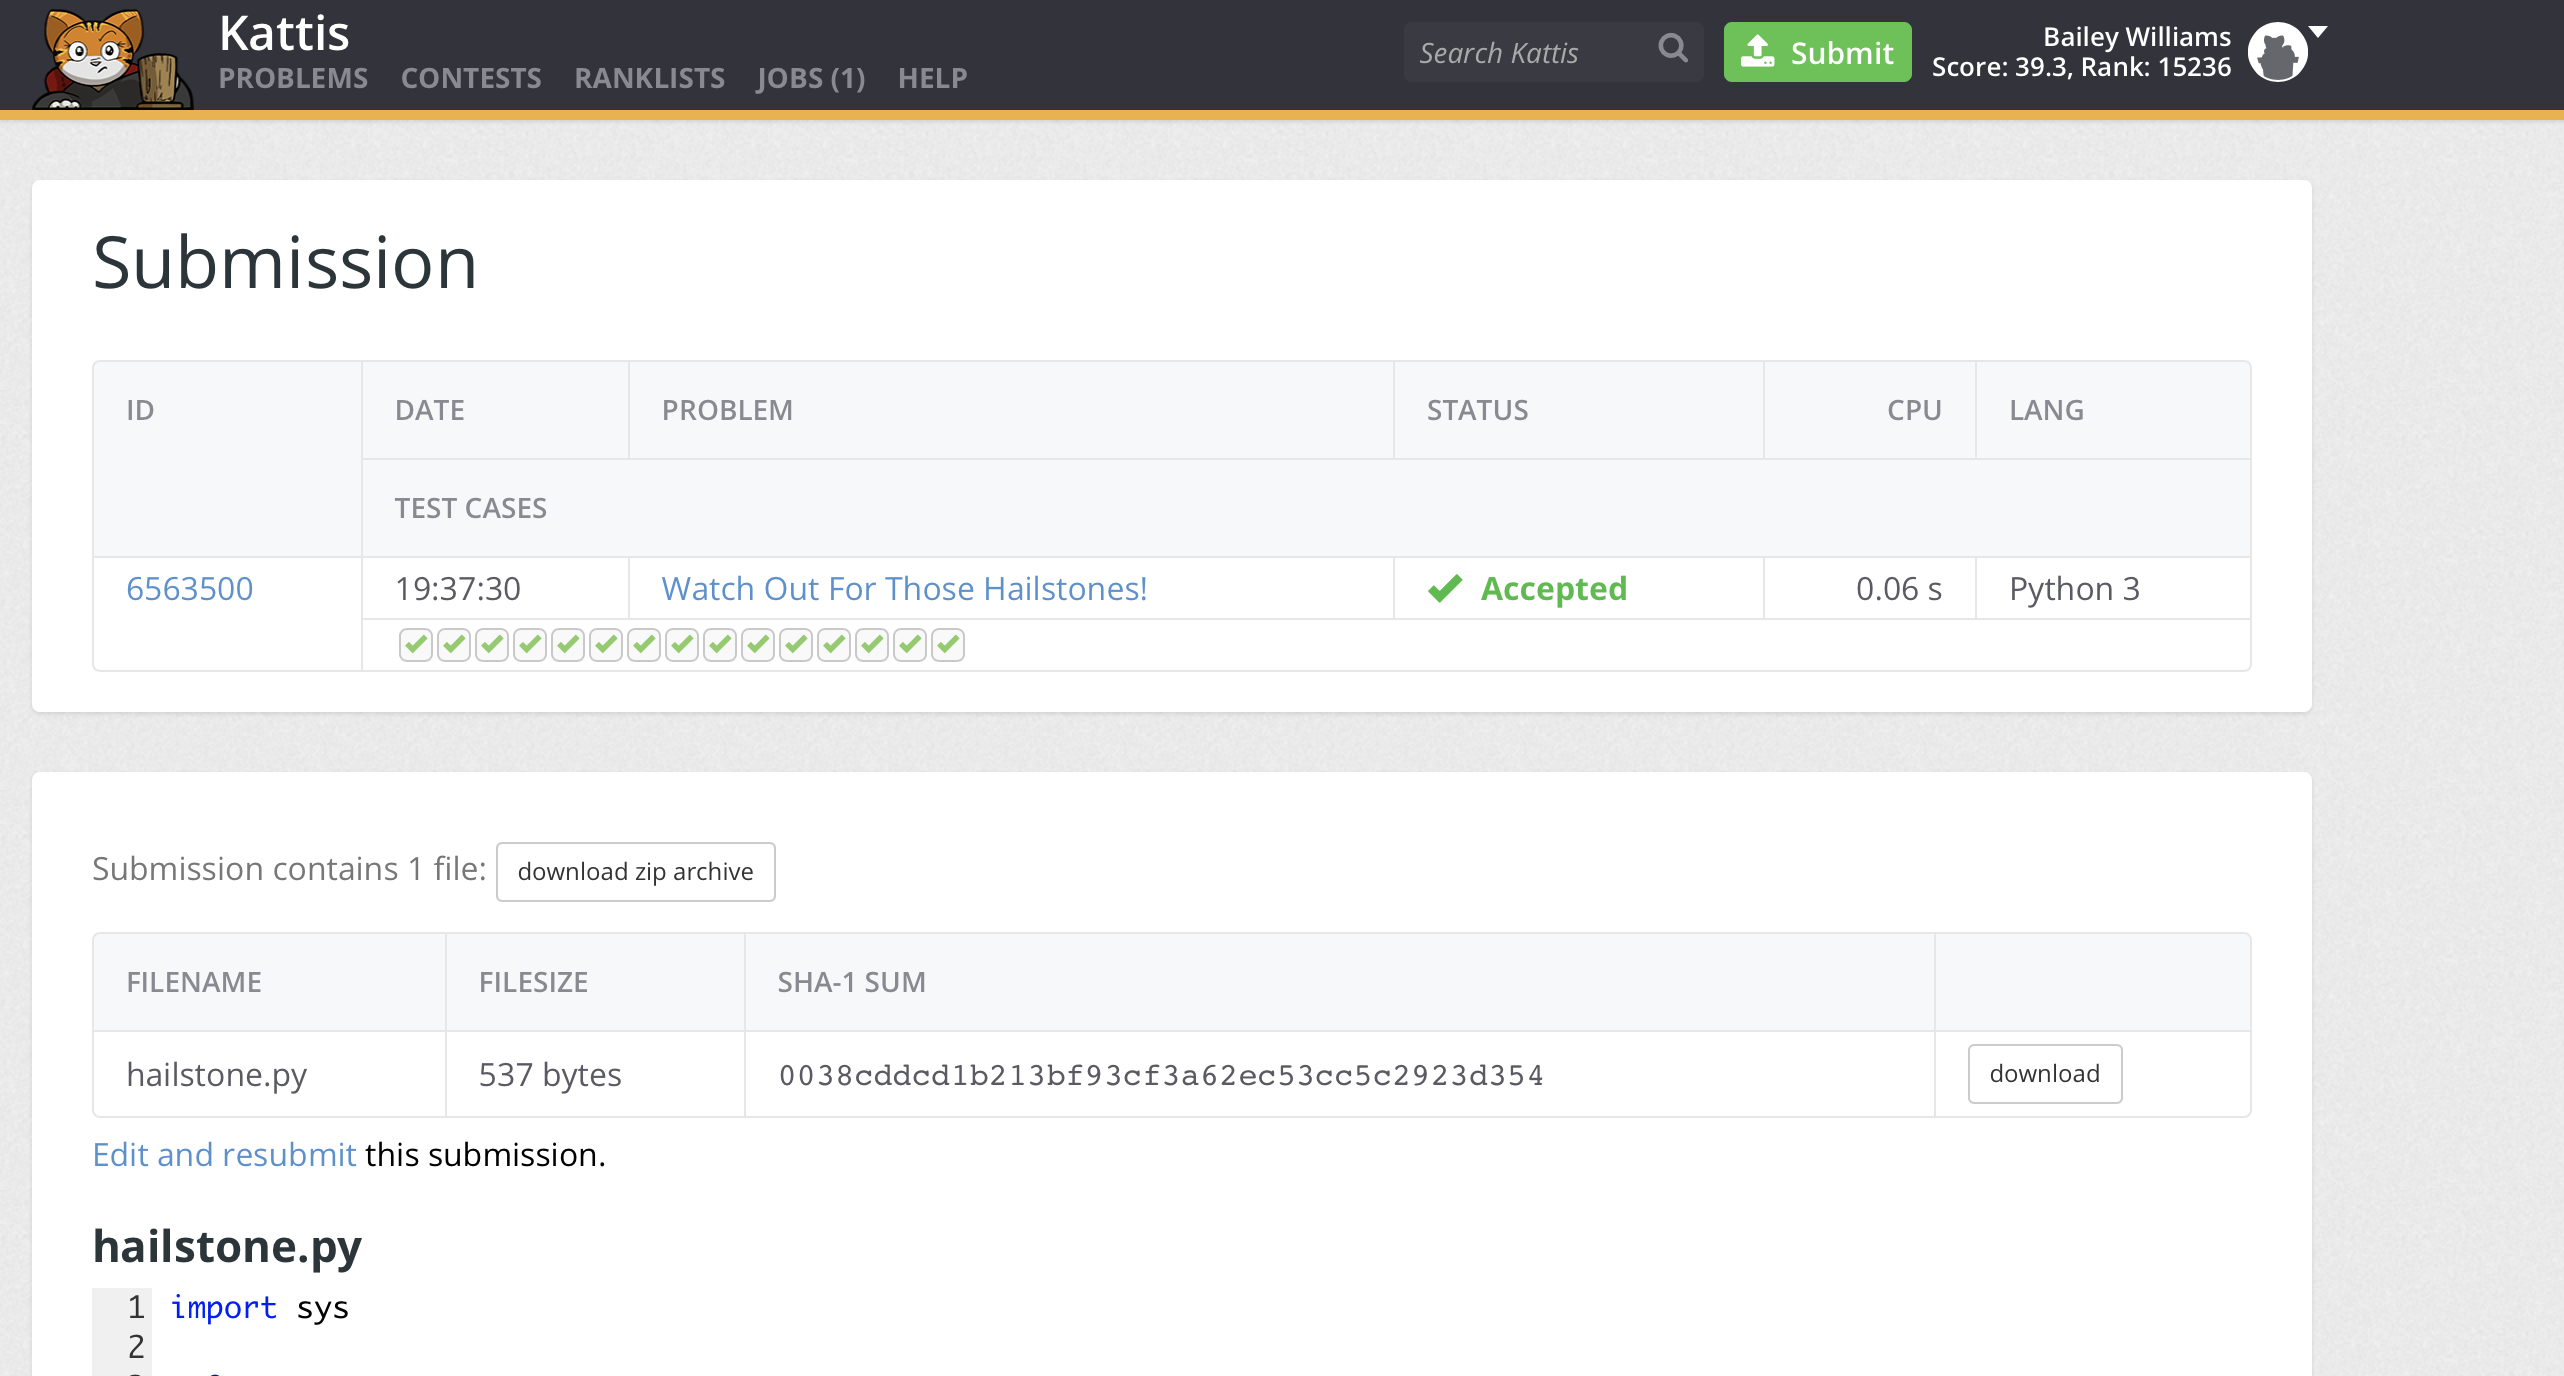 Kattis
PROBLEMS CONTESTS RANKLISTS JOBS (1) HELP
Search Kattis
Submit
Bailey Williams
Score: 39.3, Rank: 15236
Submission
ID DATE PROBLEM STATUS CPU LANG
TEST CASES
6563500 19:37:30 Watch Out For Those Hailstones! Accepted 0.06 s Python 3
Submission contains 1 file: download zip archive
FILENAME FILESIZE SHA-1 SUM
hailstone.py 537 bytes 0038cddcd1b213bf93cf3a62ec53cc5c2923d354 download
Edit and resubmit this submission.
hailstone.py
1 import sys
2